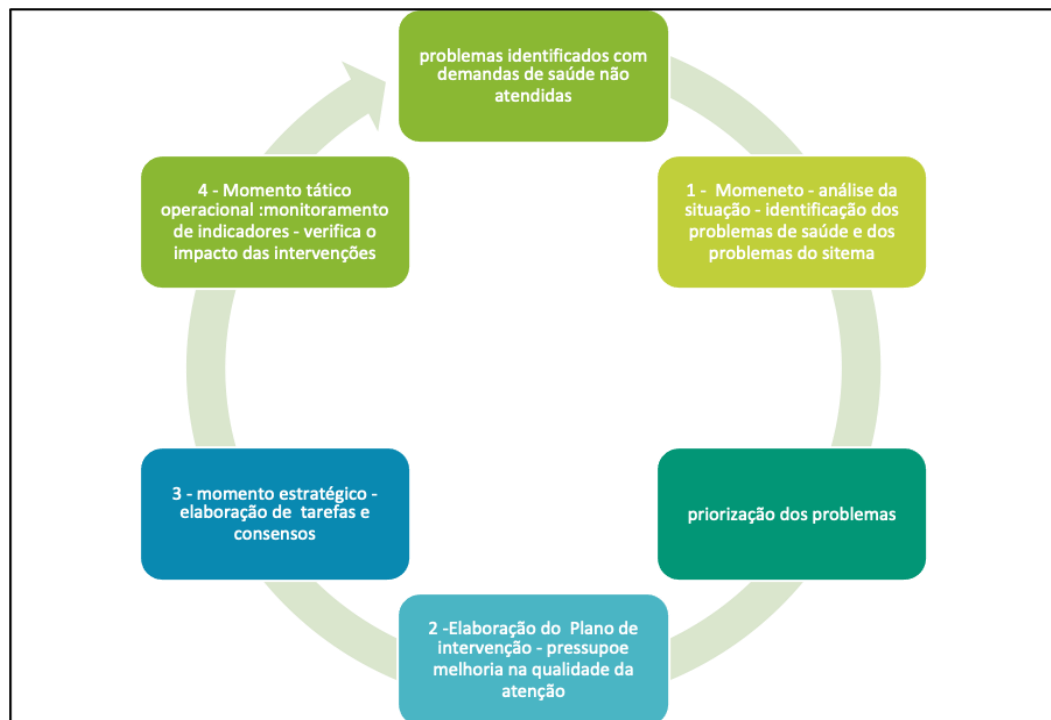 problemas identificados com
demandas de saúde não
atendidas
1 - Momeneto - análise da
situação - identificação dos
problemas de saúde e dos
problemas do sitema
priorização dos problemas
2 -Elaboração do Plano de
intervenção - pressupoe
melhoria na qualidade da
atenção
3 - momento estratégico -
elaboração de tarefas e
consensos
4 - Momento tático
operacional :monitoramento
de indicadores - verifica o
impacto das intervenções